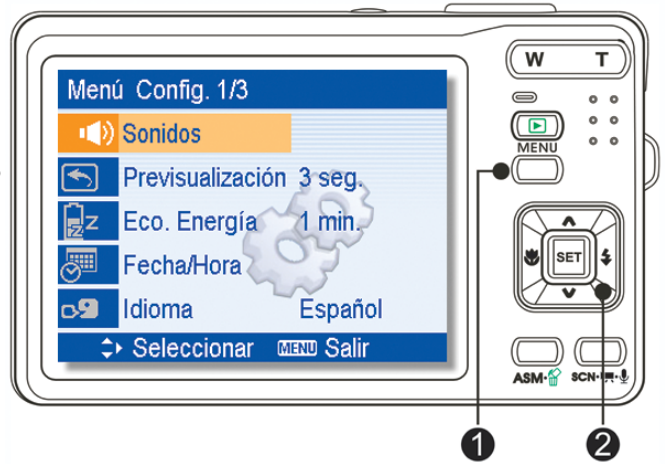 Menú Config. 1/3
Sonidos
Previsualización 3 seg.
Eco. Energía 1 min.
Fecha/Hora
Idioma Español
Seleccionar MENU Salir
W T
MENU
SET
ASM
SCN
1 2